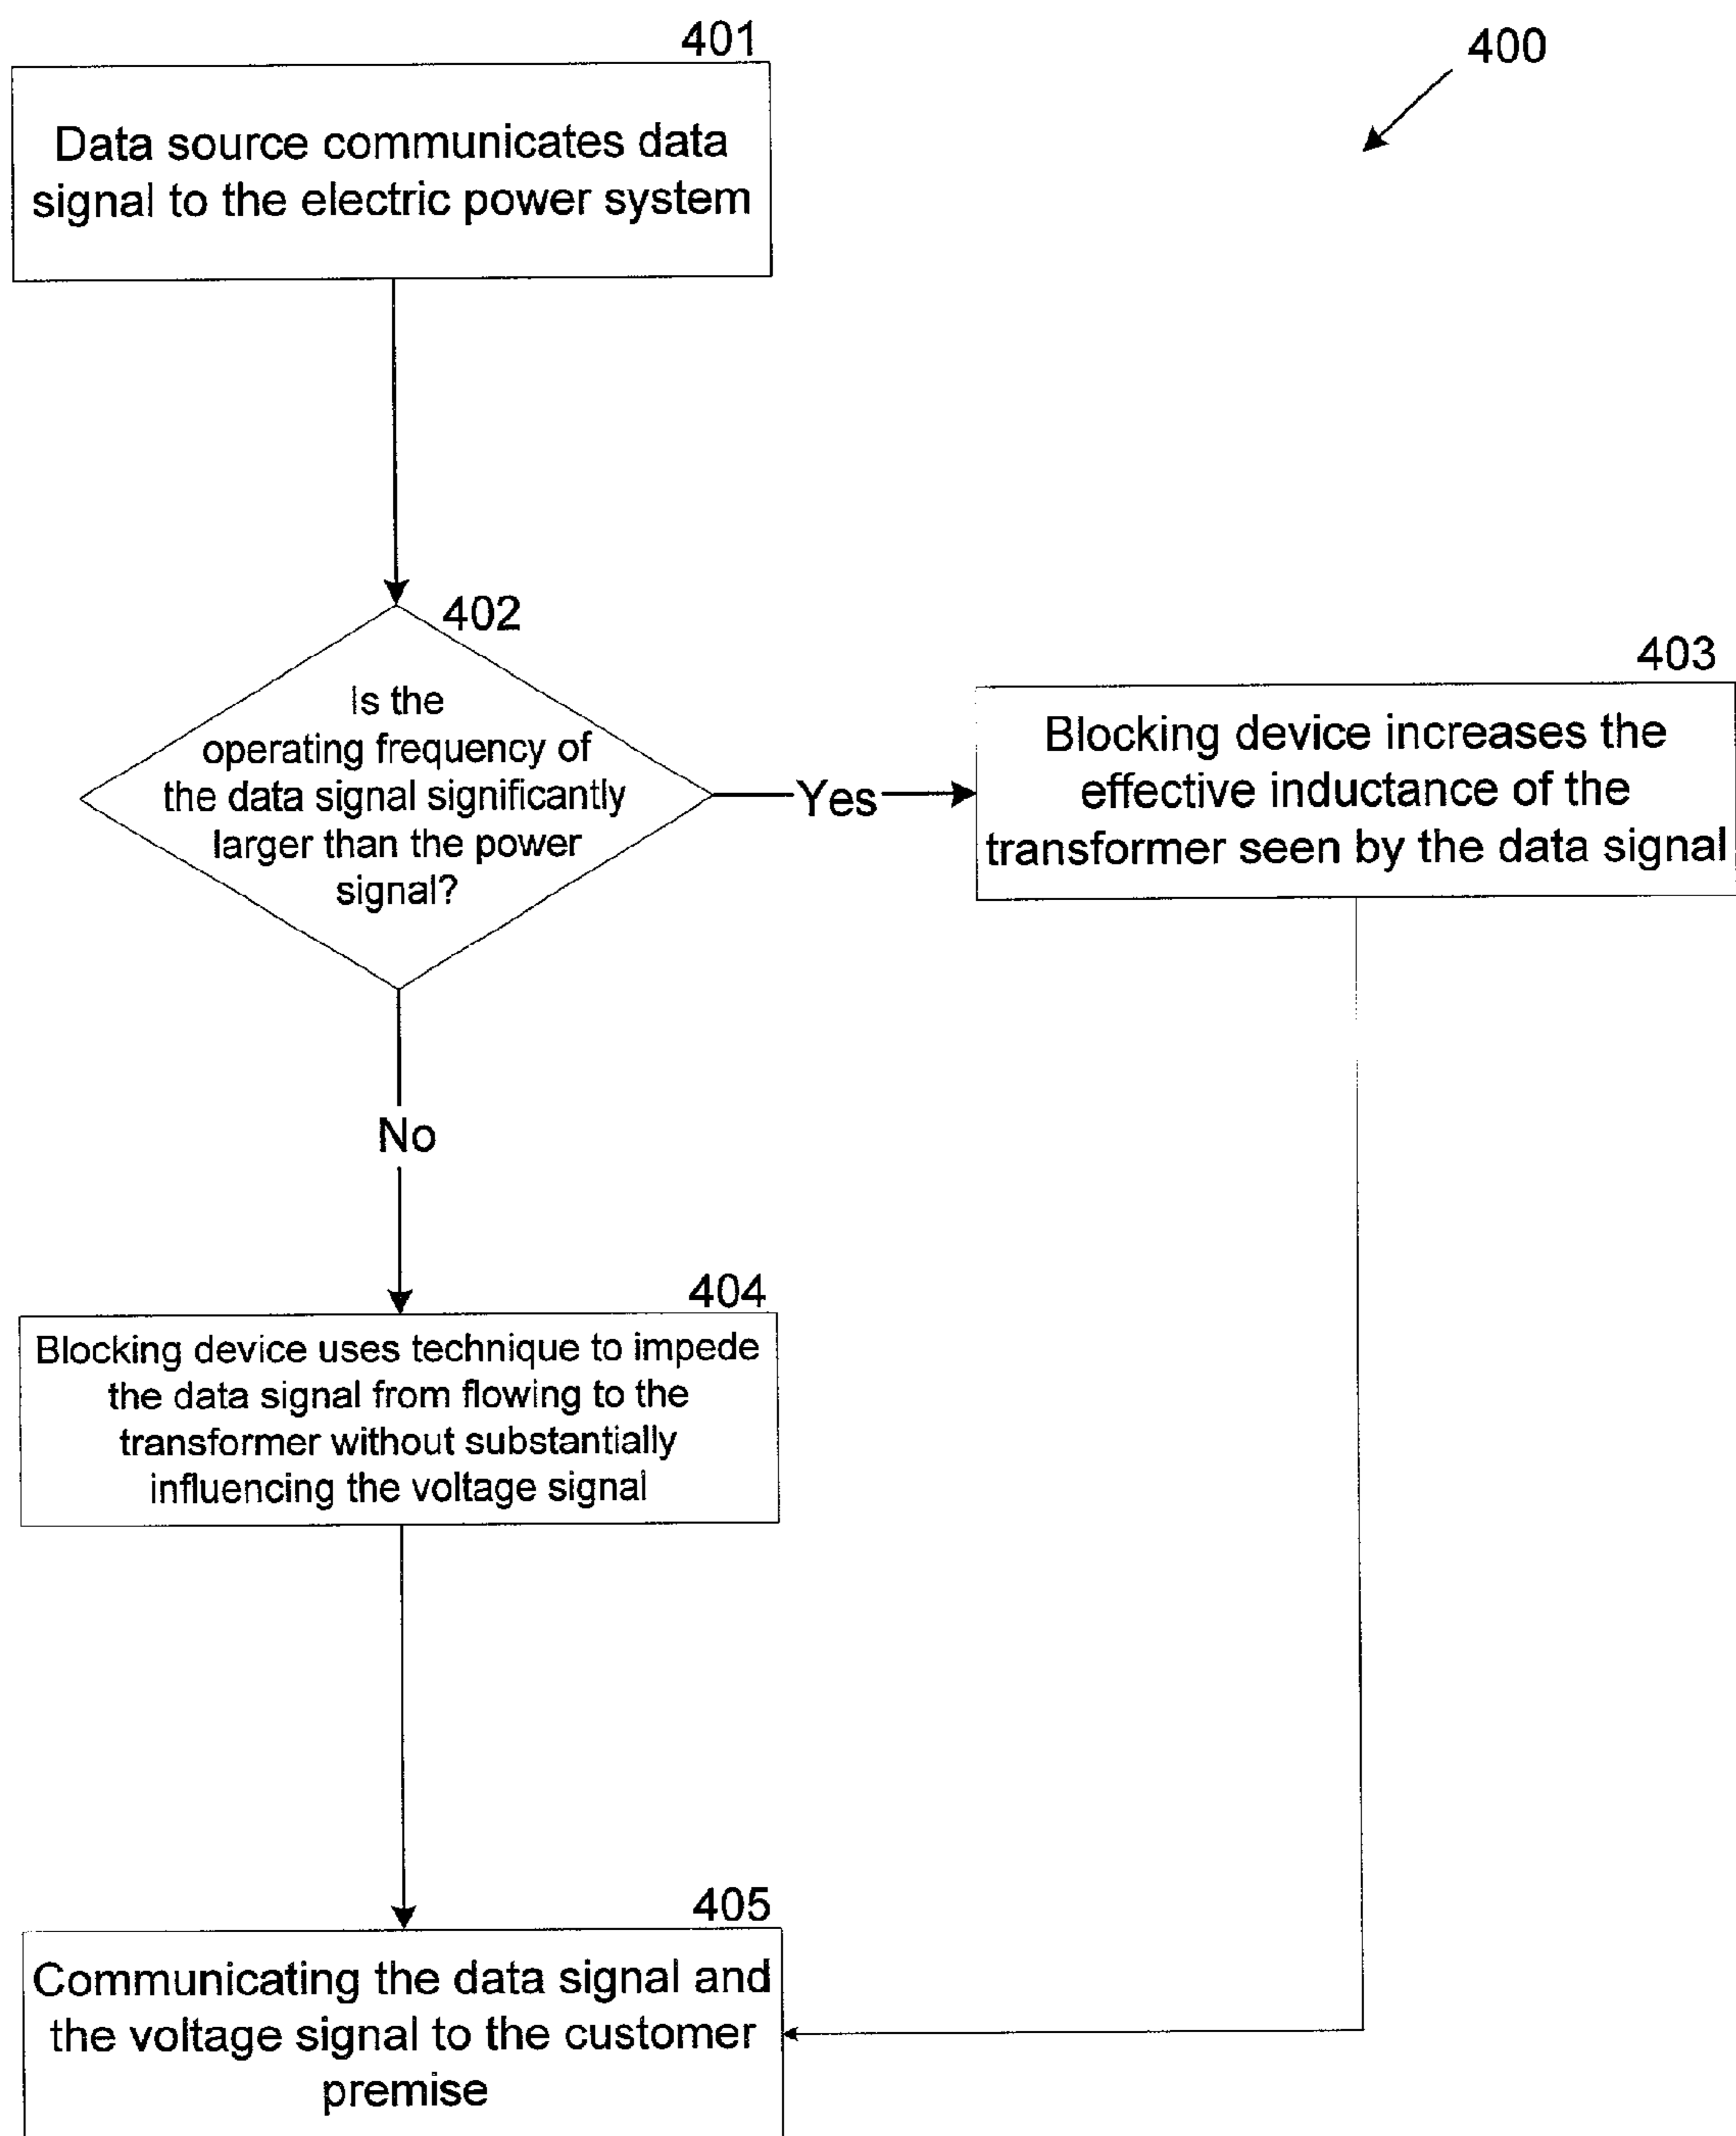 401
400
Data source communicates data
signal to the electric power system
402
Is the
operating frequency of
the data signal significantly
larger than the power
signal?
Yes
403
Blocking device increases the
effective inductance of the
transformer seen by the data signal
No
404
Blocking device uses technique to impede
the data signal from flowing to the
transformer without substantially
influencing the voltage signal
405
Communicating the data signal and
the voltage signal to the customer
premise